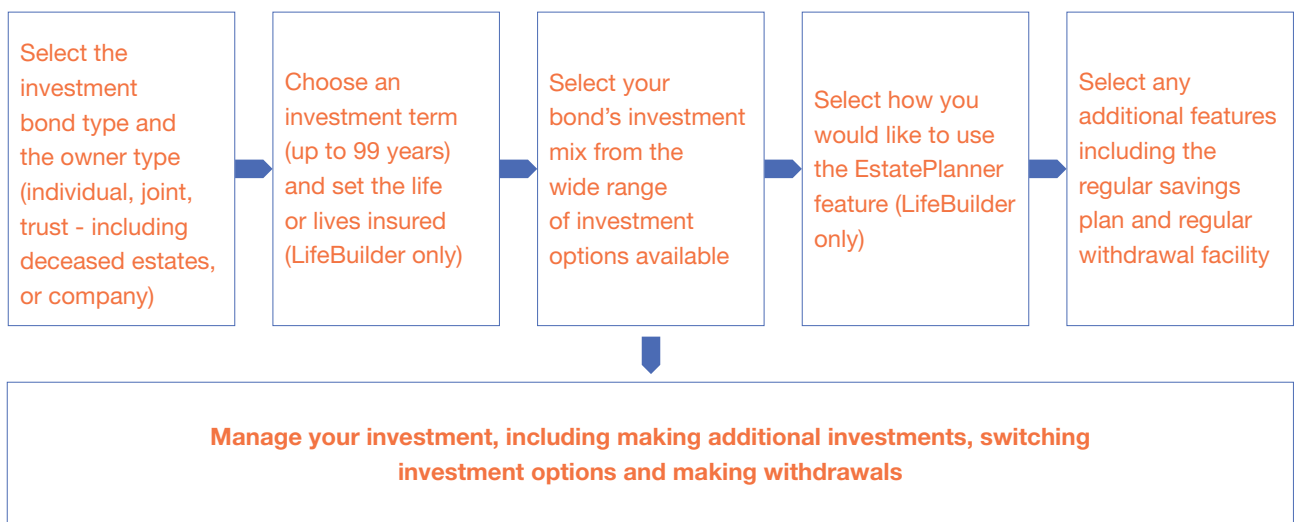 Select the
investment
bond type and
the owner type
(individual, joint,
trust - including
deceased estates,
or company)
Choose an
investment term
(up to 99 years)
and set the life
or lives insured
(LifeBuilder only)
Select your
bond’s investment
mix from the
wide range
of investment
options available
Select how you
would like to use
the EstatePlanner
feature (LifeBuilder
only)
Select any
additional features
including the
regular savings
plan and regular
withdrawal facility
Manage your investment, including making additional investments, switching
investment options and making withdrawals